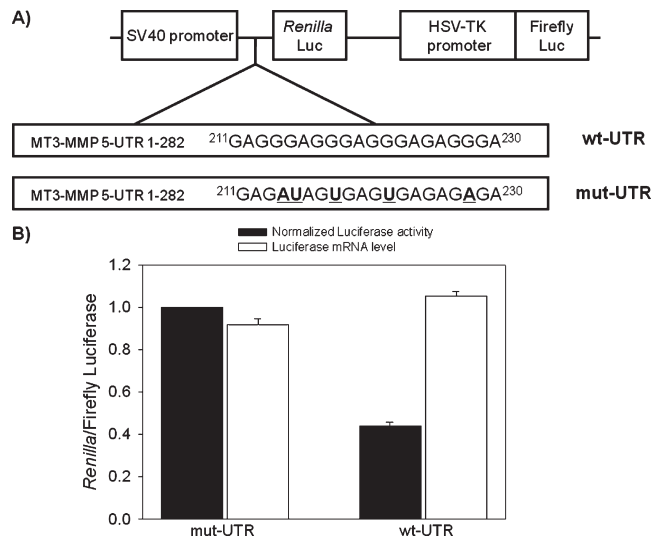 A)
SV40 promoter
Renilla Luc
HSV-TK promoter
Firefly Luc
MT3-MMP 5-UTR 1-282 211GAGGGAGGGAGGGAGAGGGA230 wt-UTR
MT3-MMP 5-UTR 1-282 211GAGAUAGUGAGUGAGAGAGA230 mut-UTR
B)
Normalized Luciferase activity
Luciferase mRNA level
Renilla/Firefly Luciferase
1.2
1.0
0.8
0.6
0.4
0.2
0.0
mut-UTR wt-UTR